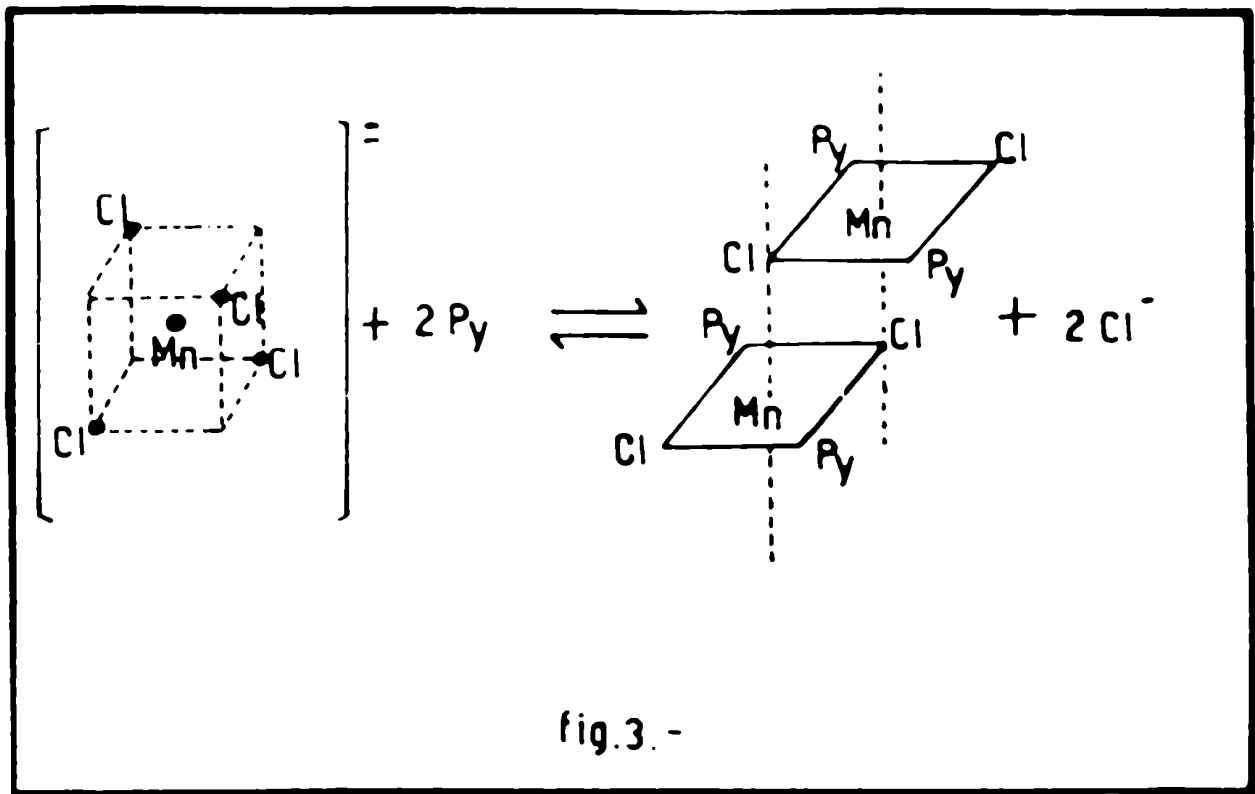 Cl
Cl
Mn
Cl
Cl
=
+ 2 Py ⇌
Py Cl
Mn
Cl Py
Py Cl
Mn
Cl Py
+ 2 Cl⁻
fig.3.-